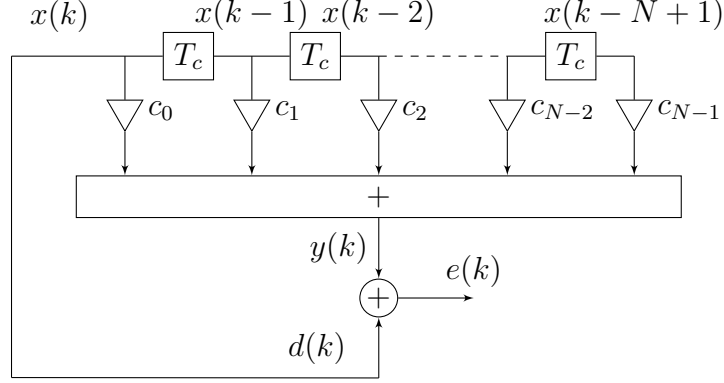 x(k) x(k − 1) x(k − 2) x(k − N + 1)
T_c T_c T_c
c_0 c_1 c_2 c_{N−2} c_{N−1}
+
y(k)
e(k)
+
d(k)